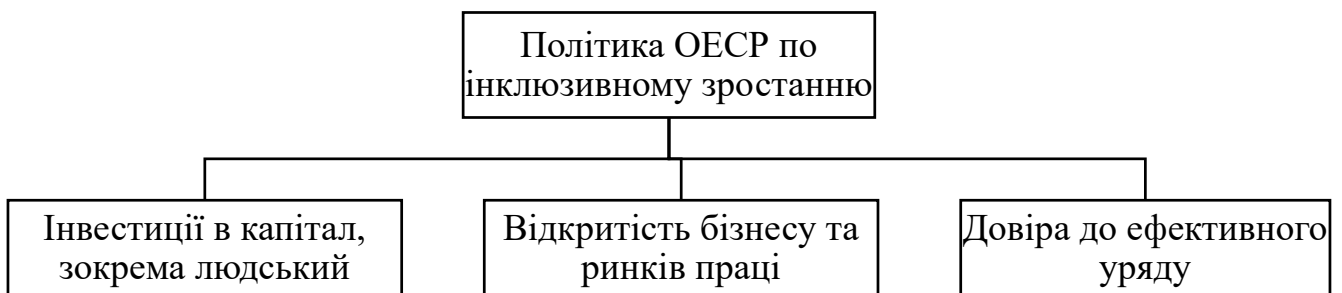 Політика ОЕСР по
інклюзивному зростанню
Інвестиції в капітал,
зокрема людський
Відкритість бізнесу та
ринків праці
Довіра до ефективного
уряду